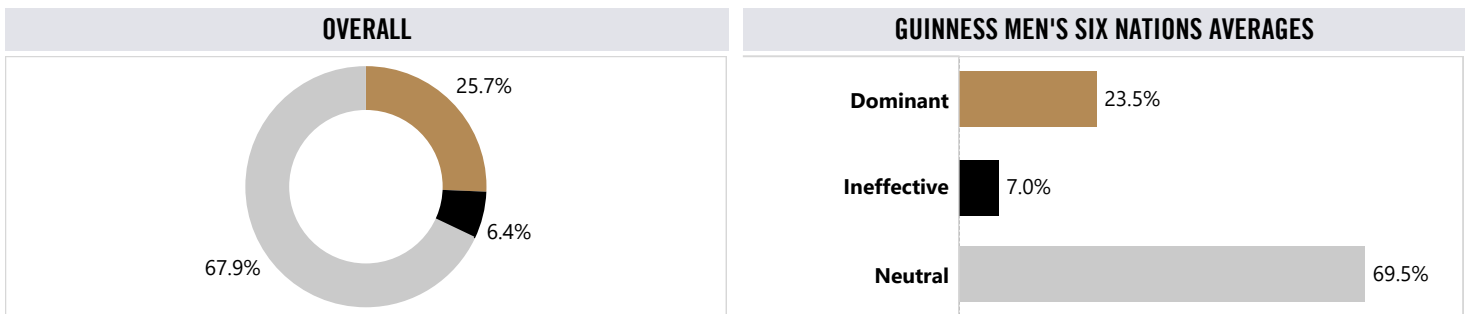 OVERALL
25.7%
6.4%
67.9%
GUINNESS MEN'S SIX NATIONS AVERAGES
Dominant 23.5%
Ineffective 7.0%
Neutral 69.5%